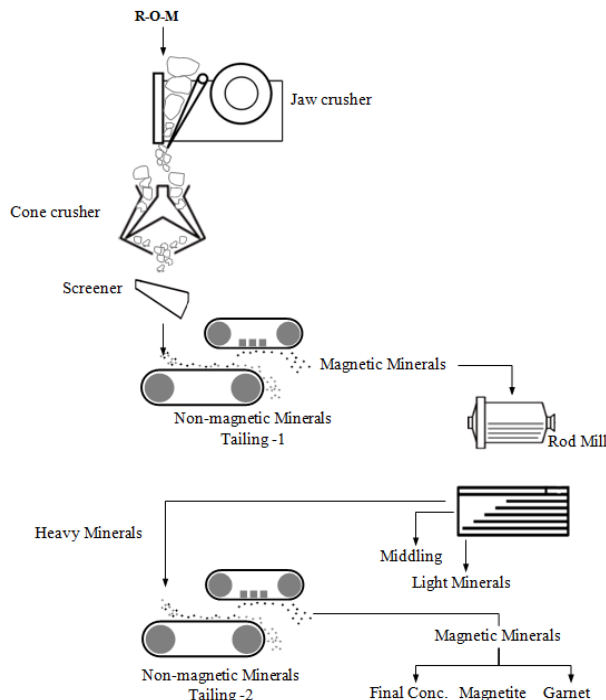 R-O-M
Jaw crusher
Cone crusher
Screener
Magnetic Minerals
Non-magnetic Minerals
Tailing -1
Rod Mill
Heavy Minerals
Middling
Light Minerals
Magnetic Minerals
Non-magnetic Minerals
Tailing -2
Final Conc. Magnetite Garnet